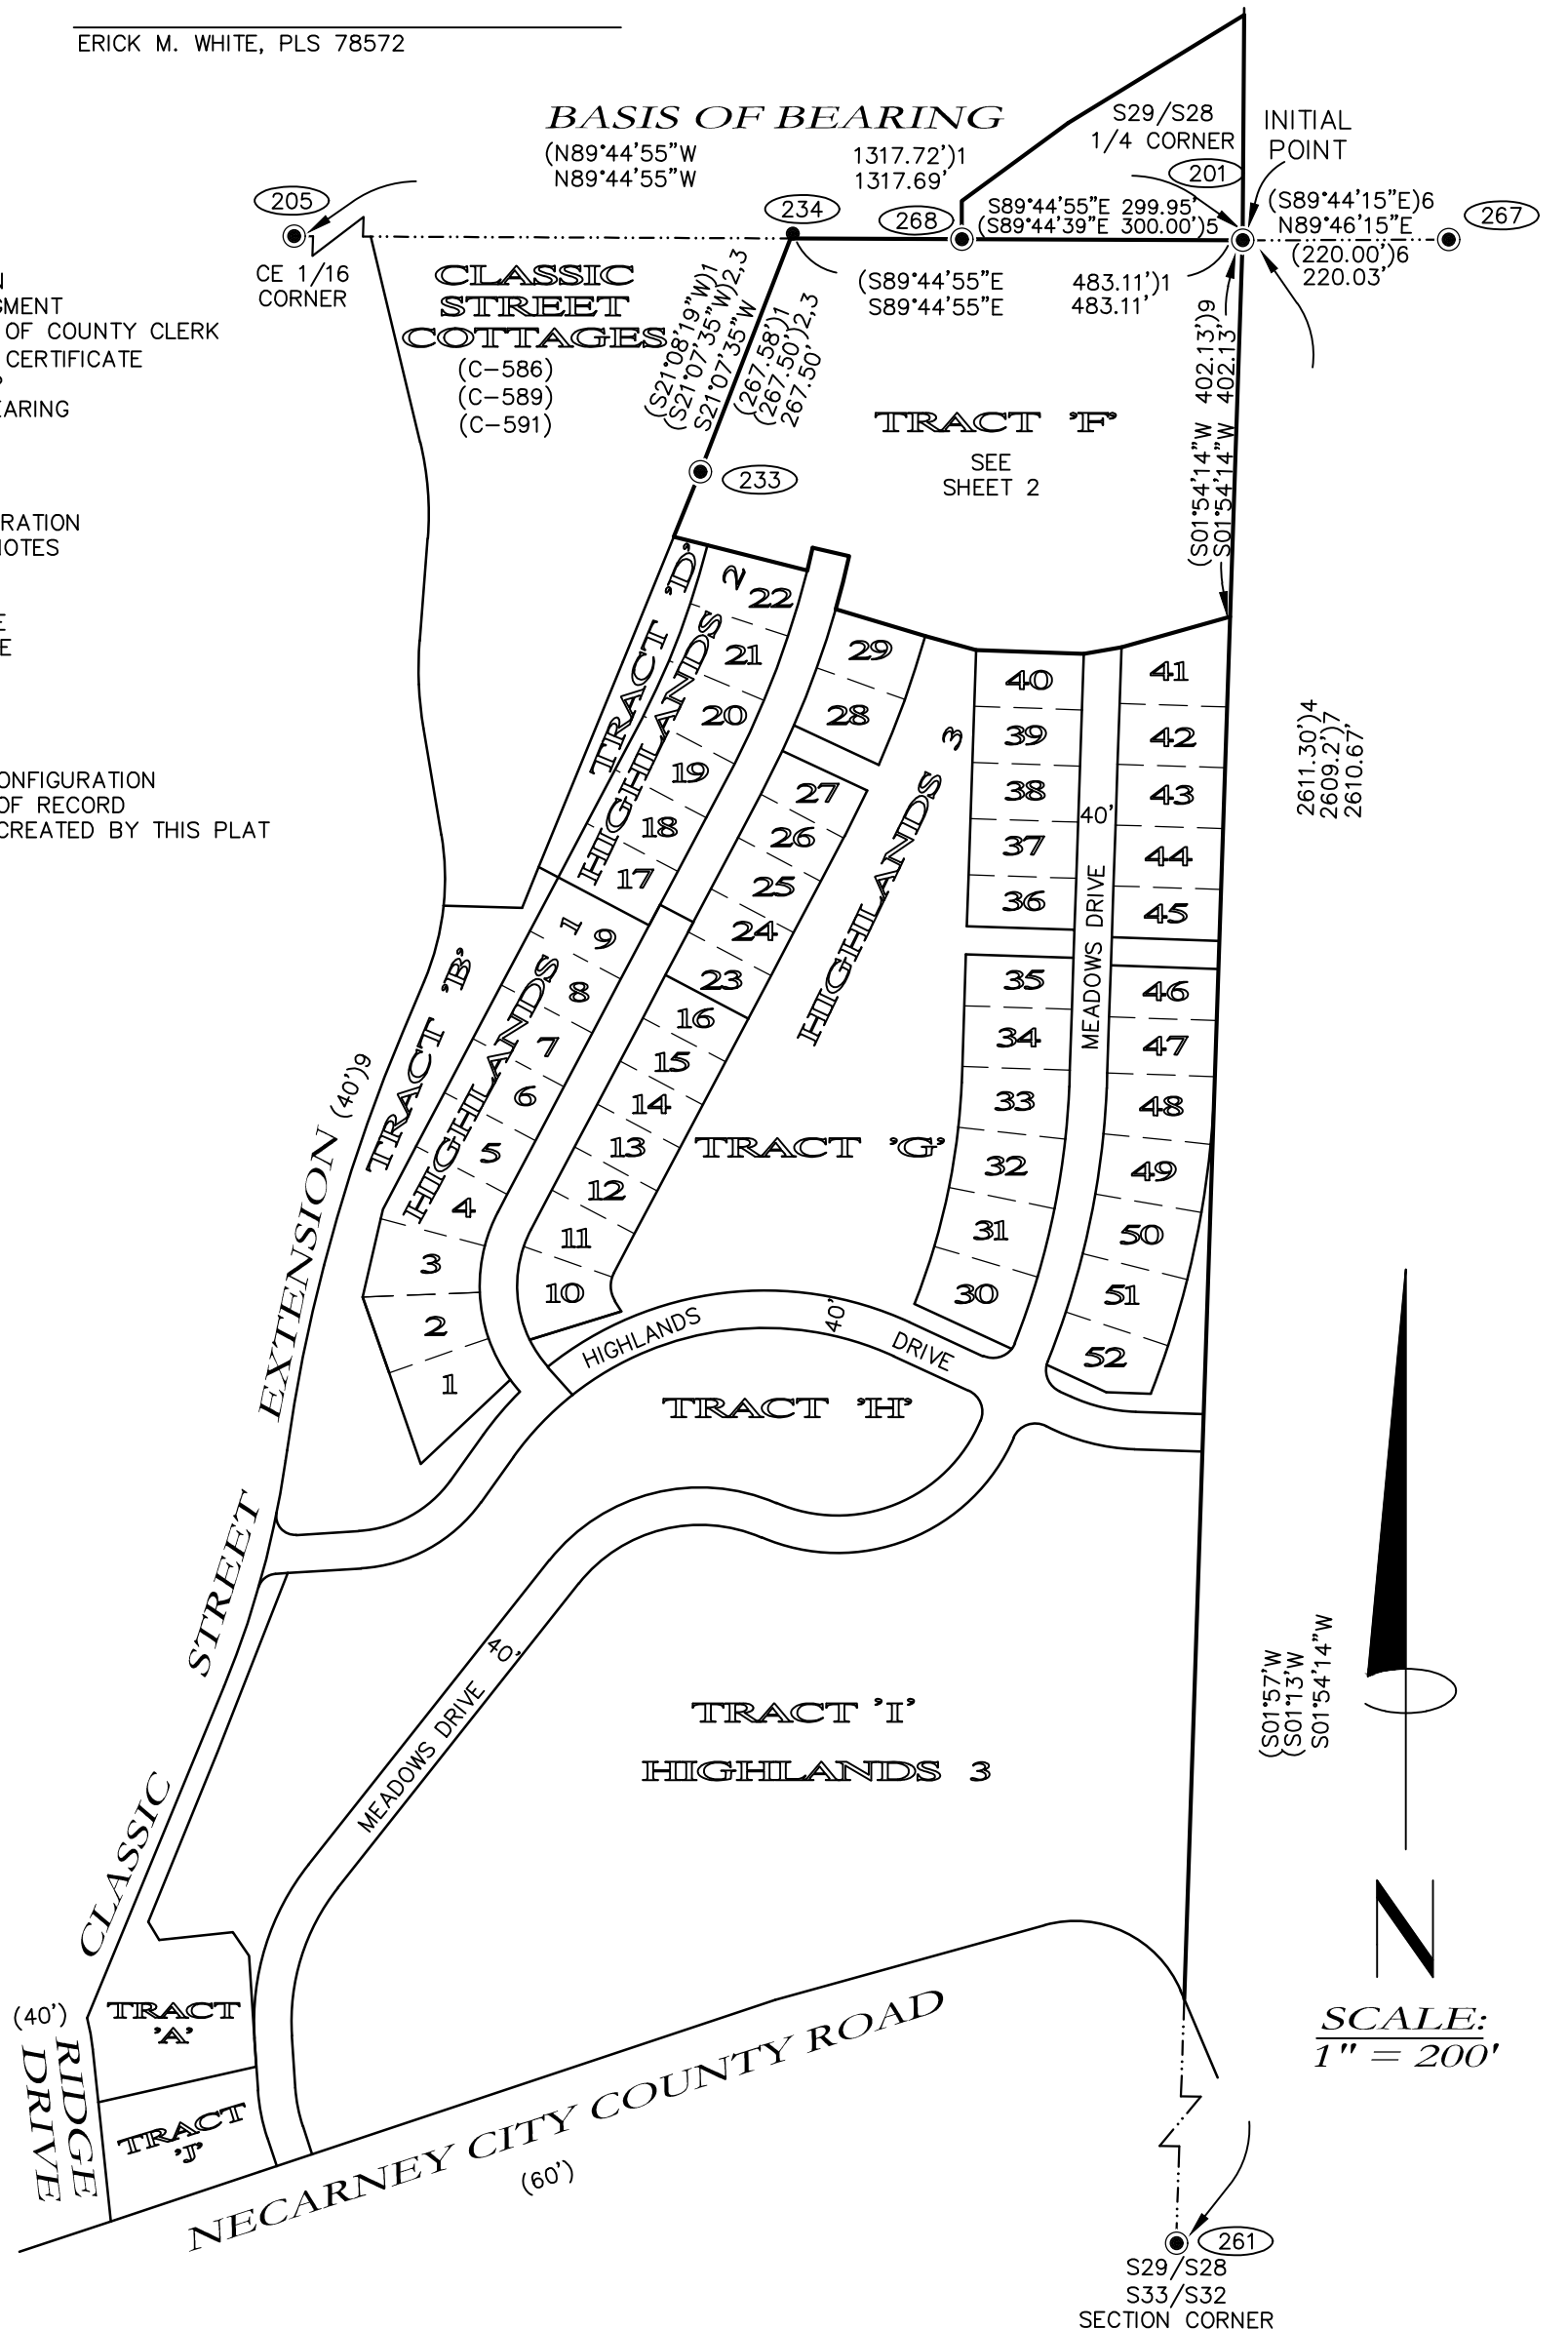 ERICK M. WHITE, PLS 78572
BASIS OF BEARING
(N89°44'55"W 1317.72')1
N89°44'55"W 1317.69'
S29/S28
1/4 CORNER
INITIAL
POINT
201
205
234
268
S89°44'55"E 299.95'
(S89°44'39"E 300.00')5
(S89°44'15"E)6
N89°46'15"E
267
(220.00')6
220.03'
CE 1/16
CORNER
CLASSIC
STREET
COTTAGES
(C-586)
(C-589)
(C-591)
(S89°44'55"E 483.11')1
S89°44'55"E 483.11'
(S21°08'19"W)1
(S21°07'35"W)2,3
S21°07'35"W
(267.58')1
(267.50')2,3
267.50'
(S01°54'14"W 402.13')9
S01°54'14"W 402.13'
GMENT
OF COUNTY CLERK
CERTIFICATE
EARING
RATION
NOTES
E
E
ONFIGURATION
OF RECORD
CREATED BY THIS PLAT
TRACT 'F'
SEE
SHEET 2
233
TRACT 'D'
HIGHLANDS 2
22
21
20
19
18
17
29
28
27
26
25
24
23
HIGHLANDS 3
40
39
38
37
36
35
34
33
32
31
30
40'
MEADOWS DRIVE
41
42
43
44
45
46
47
48
49
50
51
52
2611.30')4
2609.2')7
2610.67'
TRACT 'B'
HIGHLANDS 1
9
8
7
6
5
4
3
2
1
16
15
14
13
12
11
10
TRACT 'G'
HIGHLANDS 40' DRIVE
TRACT 'H'
CLASSIC STREET EXTENSION (40')9
MEADOWS DRIVE 40'
TRACT 'I'
HIGHLANDS 3
(S01°57'W
(S01°13'W
S01°54'14"W
N
SCALE:
1" = 200'
TRACT
'A'
TRACT
'J'
(40')
RIDGE
DRIVE
NECARNEY CITY COUNTY ROAD
(60')
261
S29/S28
S33/S32
SECTION CORNER